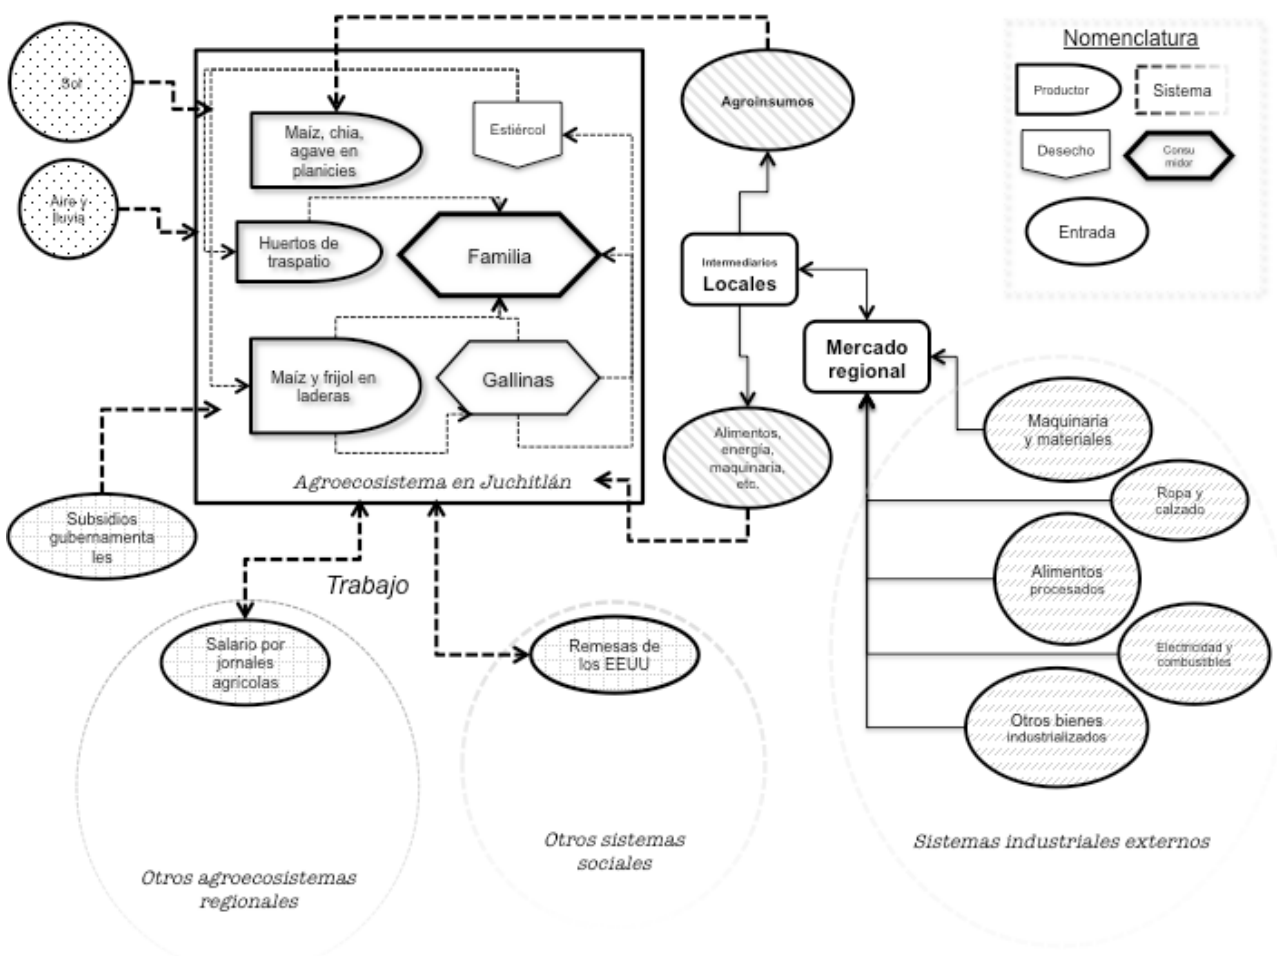 Nomenclatura
Productor
Sistema
Desecho
Consu
midor
Entrada
Sol
Aire y
lluvia
Maíz, chia,
agave en
planicies
Estiércol
Huertos de
traspatio
Familia
Maíz y frijol en
laderas
Gallinas
Agroecosistema en Juchitlán
Agroinsumos
Intermediarios
Locales
Mercado
regional
Alimentos,
energía,
maquinaria,
etc.
Maquinaria
y materiales
Ropa y
calzado
Alimentos
procesados
Electricidad y
combustibles
Otros bienes
industrializados
Sistemas industriales externos
Subsidios
gubernamenta
les
Trabajo
Salario por
jornales
agrícolas
Remesas de
los EEUU
Otros sistemas
sociales
Otros agroecosistemas
regionales